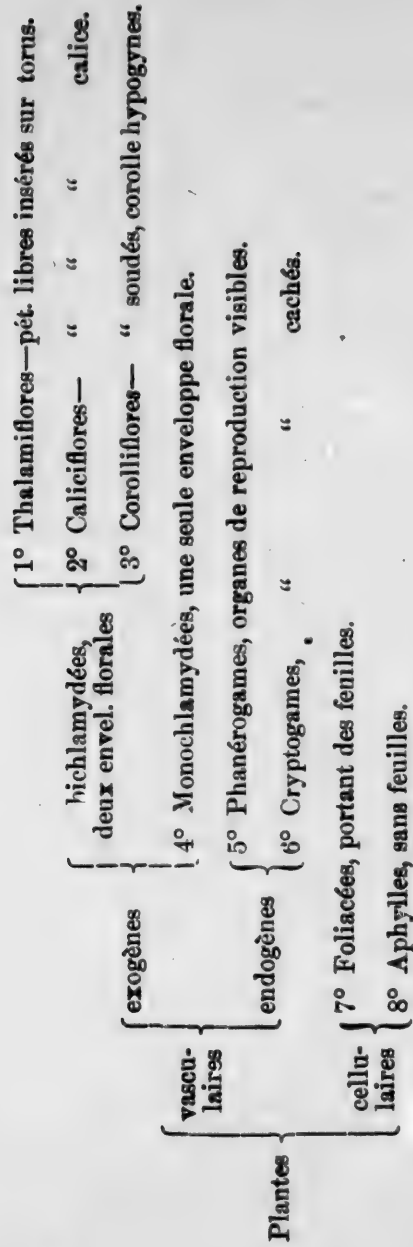 Plantes
vascu-
laires
exogènes
bichlamydées,
deux envel. florales
1° Thalamiflores—pét. libres insérés sur torus.
2° Caliciflores— “ “ “ calice.
3° Corolliflores— “ soudés, corolle hypogynes.
4° Monochlamydées, une seule enveloppe florale.
endogènes
5° Phanérogames, organes de reproduction visibles.
6° Cryptogames, “ “ cachés.
cellu-
laires
7° Foliacées, portant des feuilles.
8° Aphylles, sans feuilles.